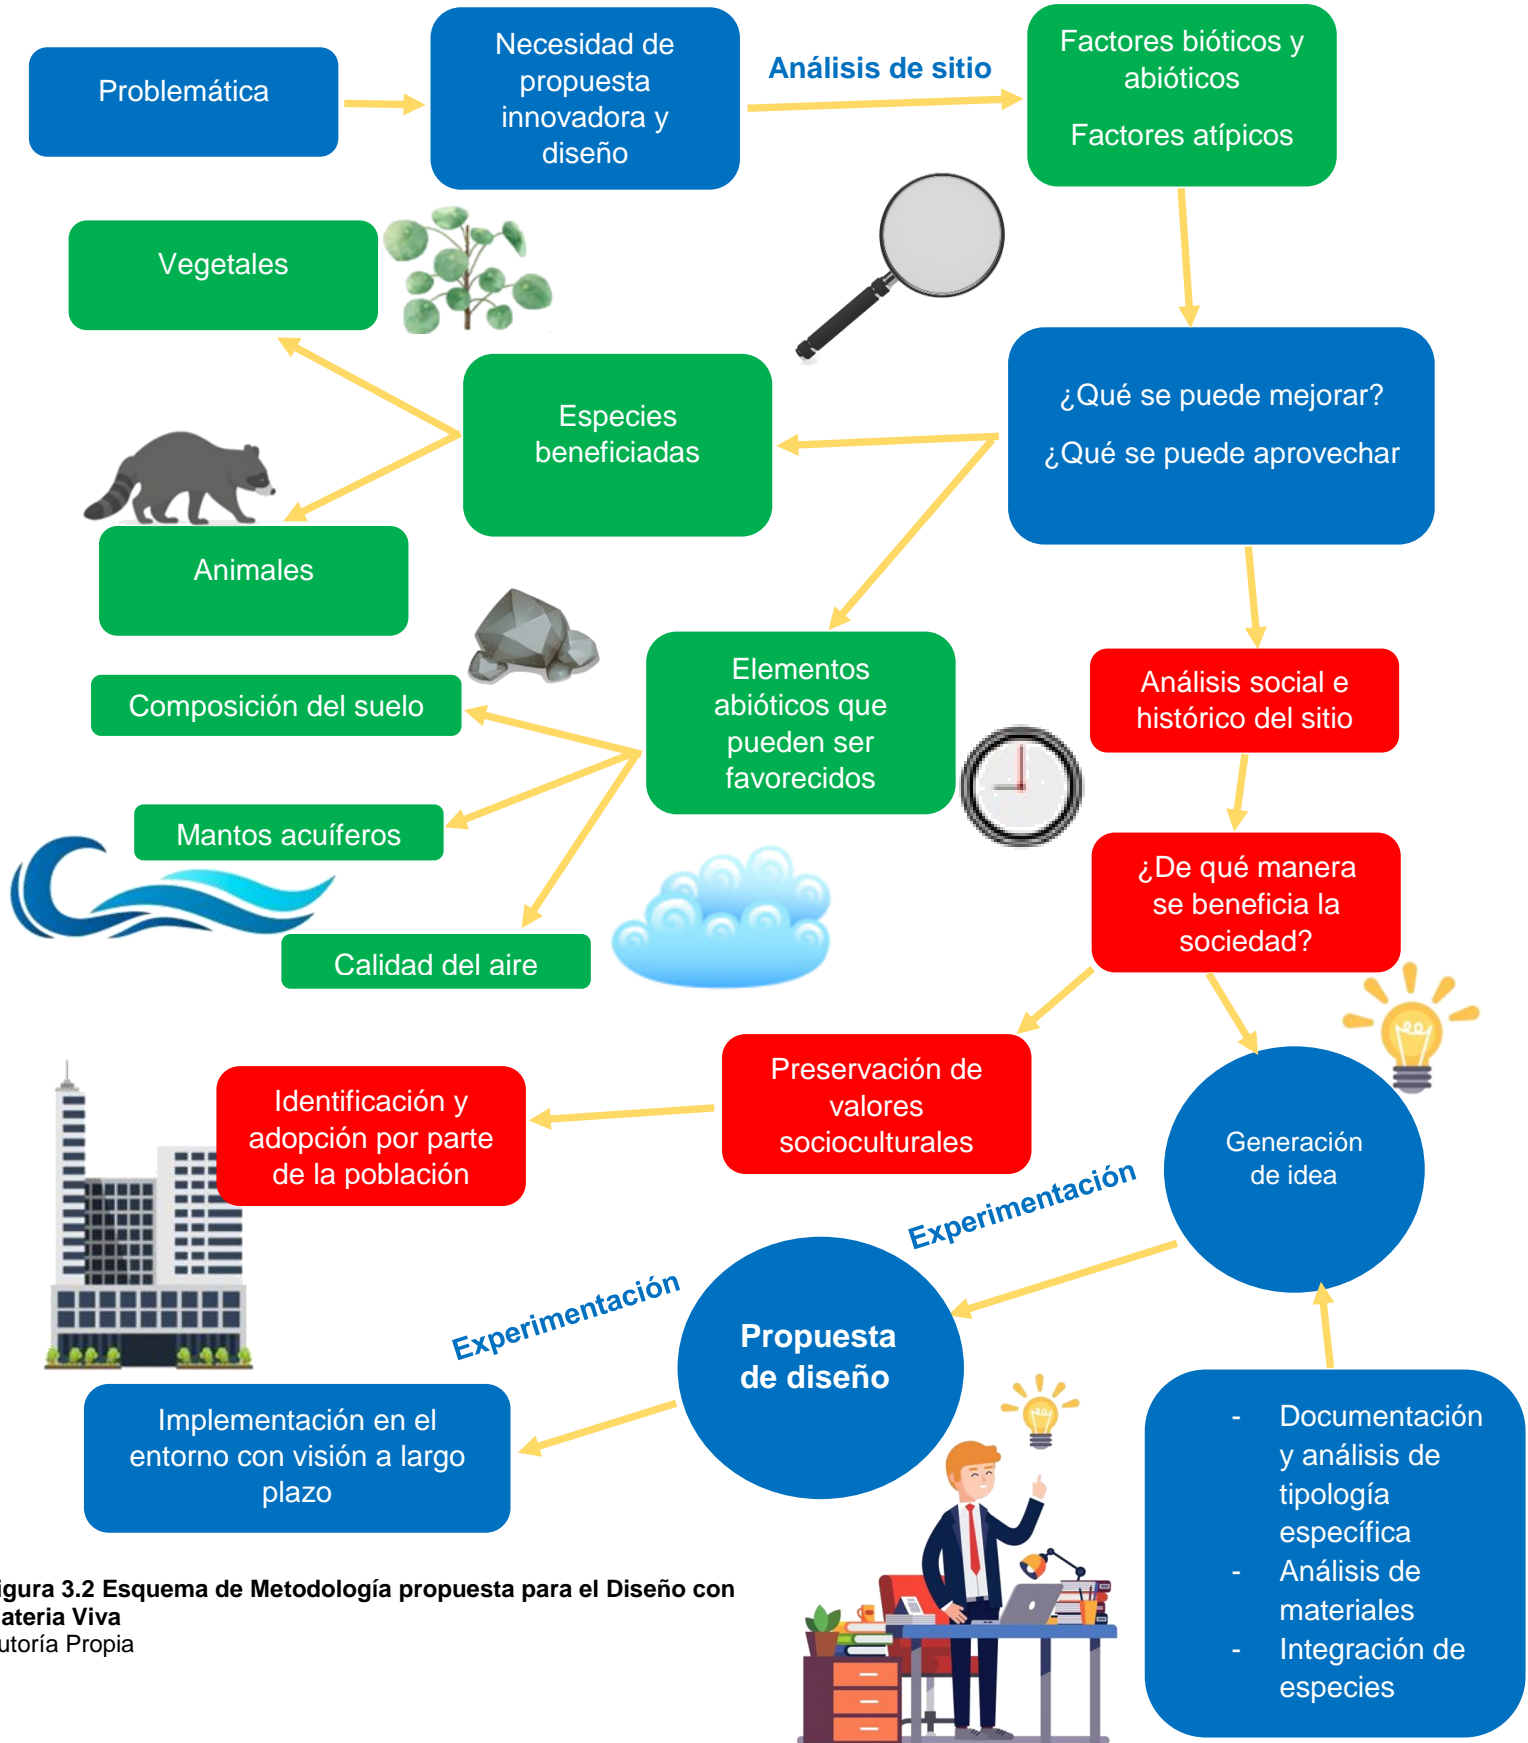 Problemática
Necesidad de
propuesta
innovadora y
diseño
Análisis de sitio
Factores bióticos y
abióticos
Factores atípicos
Vegetales
Especies
beneficiadas
¿Qué se puede mejorar?
¿Qué se puede aprovechar
Animales
Elementos
abióticos que
pueden ser
favorecidos
Análisis social e
histórico del sitio
Composición del suelo
Mantos acuíferos
¿De qué manera
se beneficia la
sociedad?
Calidad del aire
Preservación de
valores
socioculturales
Identificación y
adopción por parte
de la población
Generación
de idea
Experimentación
Experimentación
Propuesta
de diseño
Implementación en el
entorno con visión a largo
plazo
- Documentación
y análisis de
tipología
específica
- Análisis de
materiales
- Integración de
especies
igura 3.2 Esquema de Metodología propuesta para el Diseño con
ateria Viva
utoría Propia